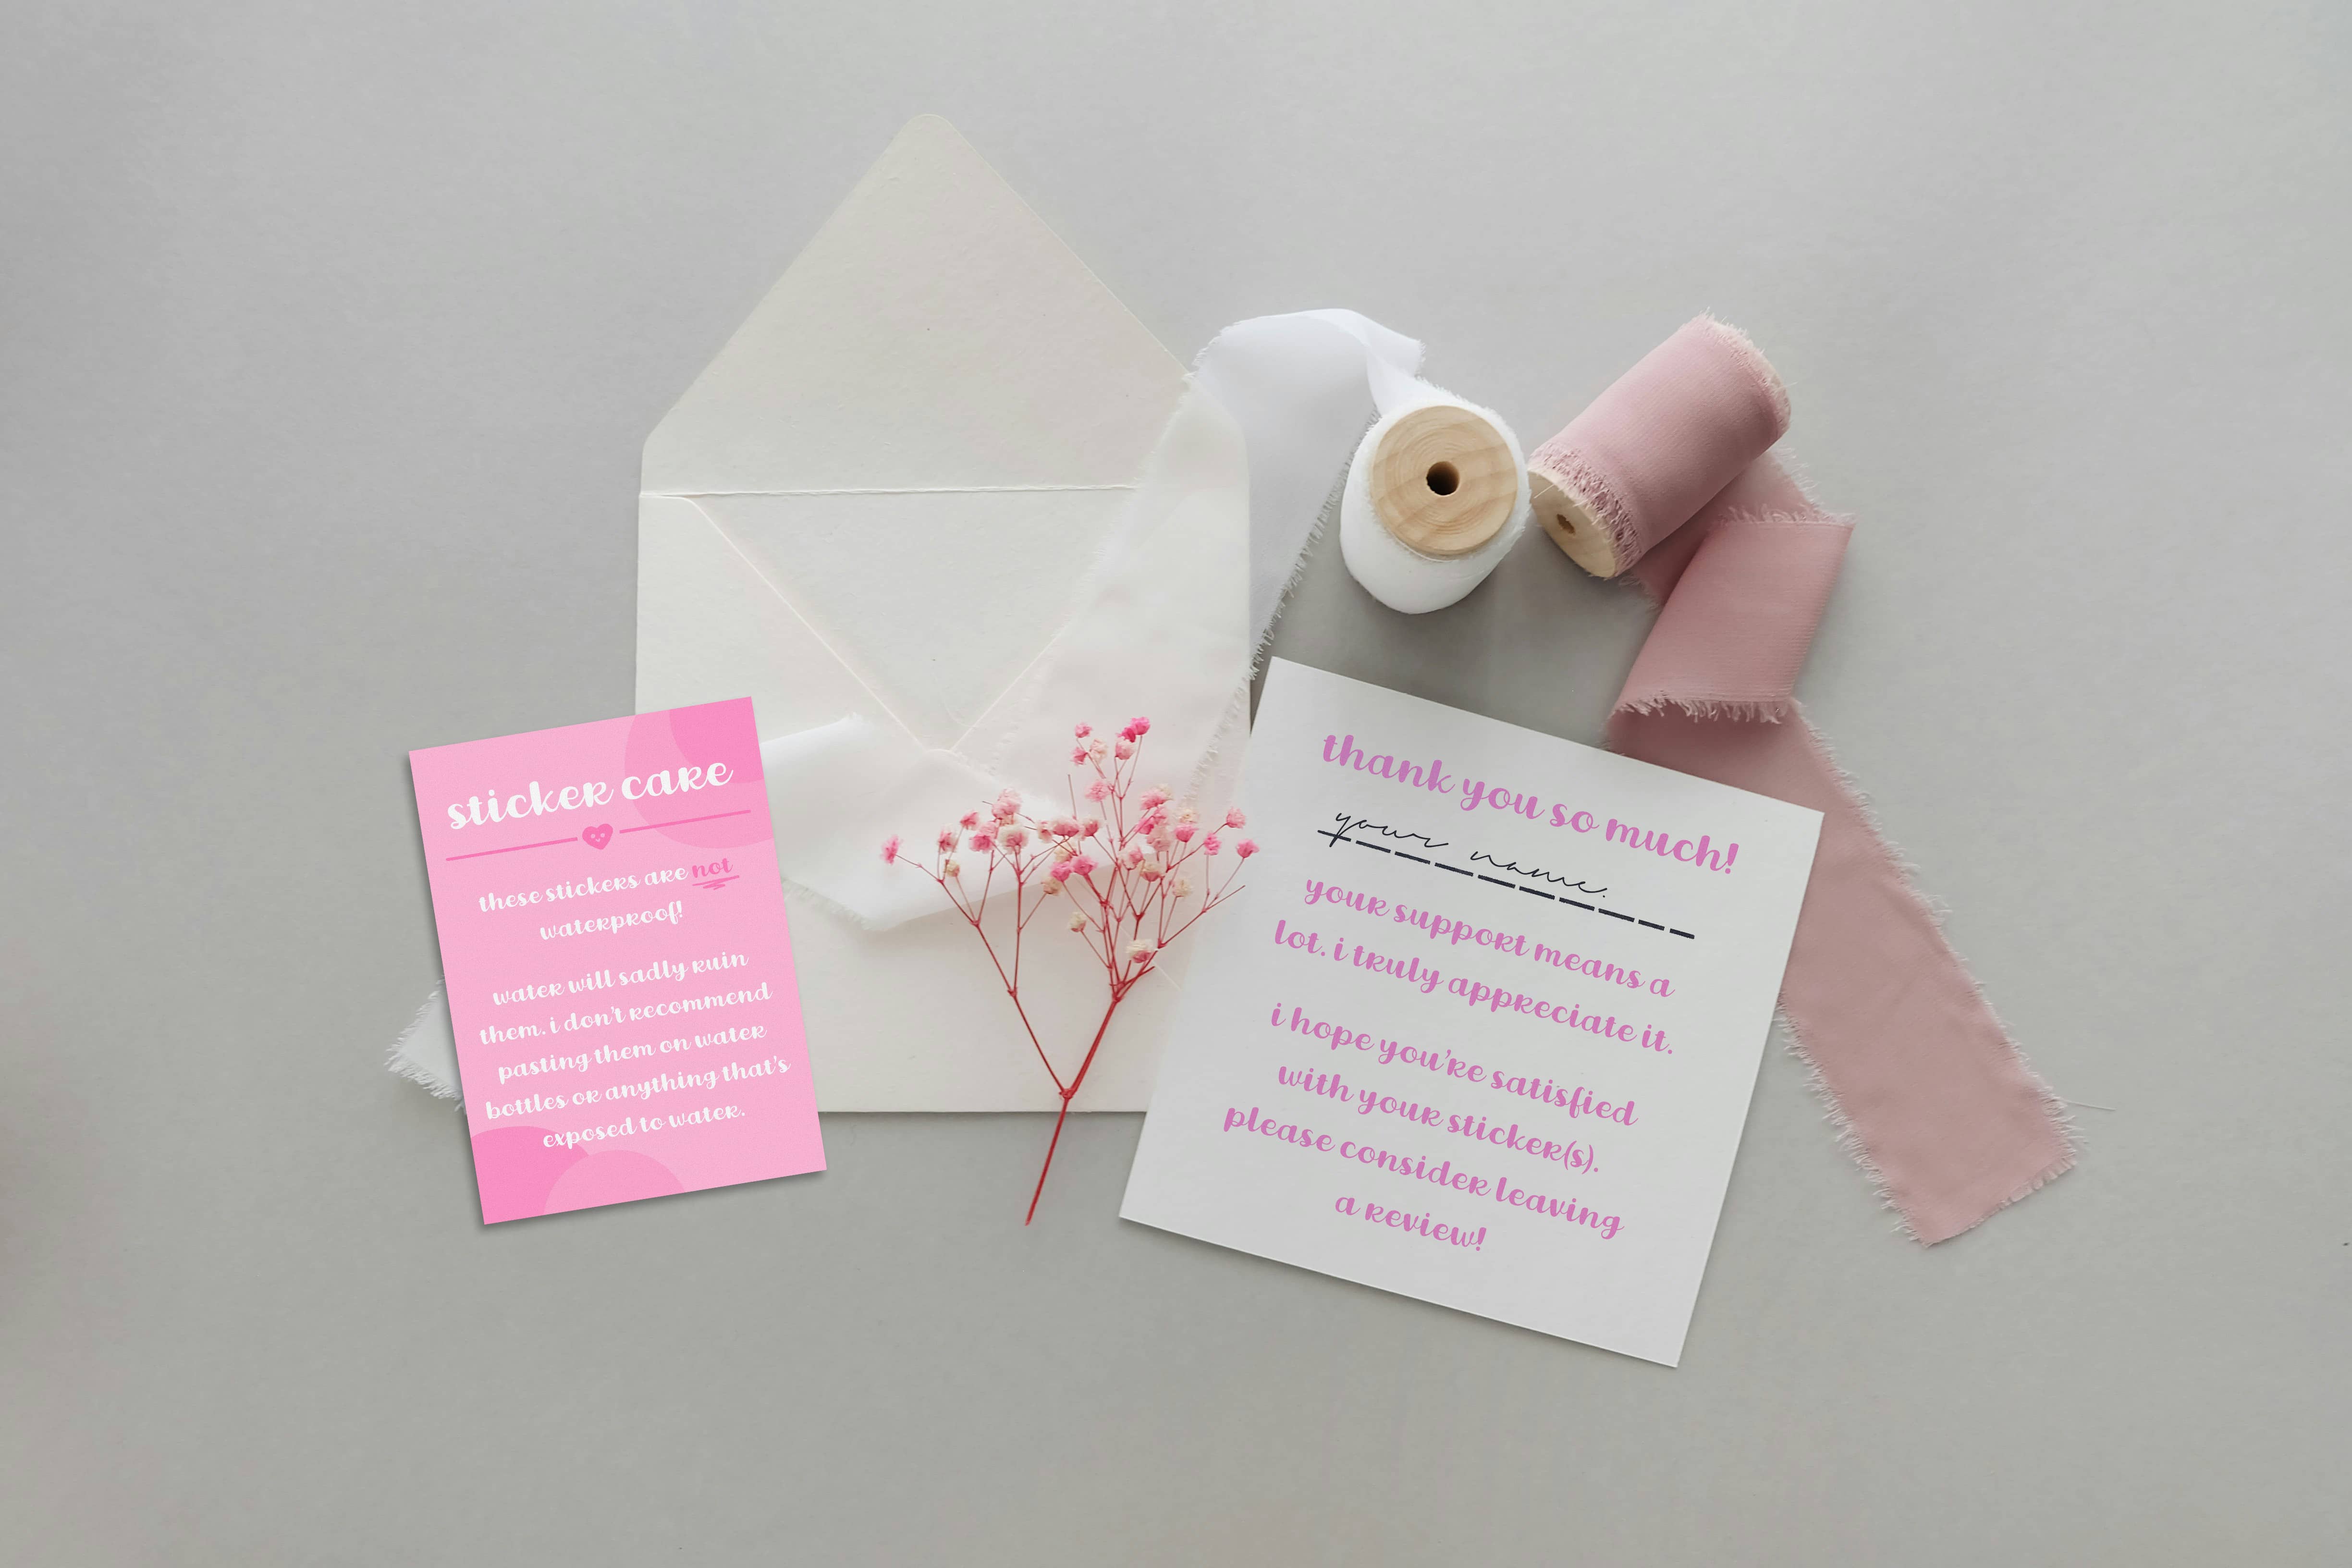 sticker care
these stickers are not
waterproof!
water will sadly ruin
them. i don't recommend
pasting them on water
bottles or anything that's
exposed to water.
thank you so much!
your name.
your support means a
lot. i truly appreciate it.
i hope you're satisfied
with your sticker(s).
please consider leaving
a review!